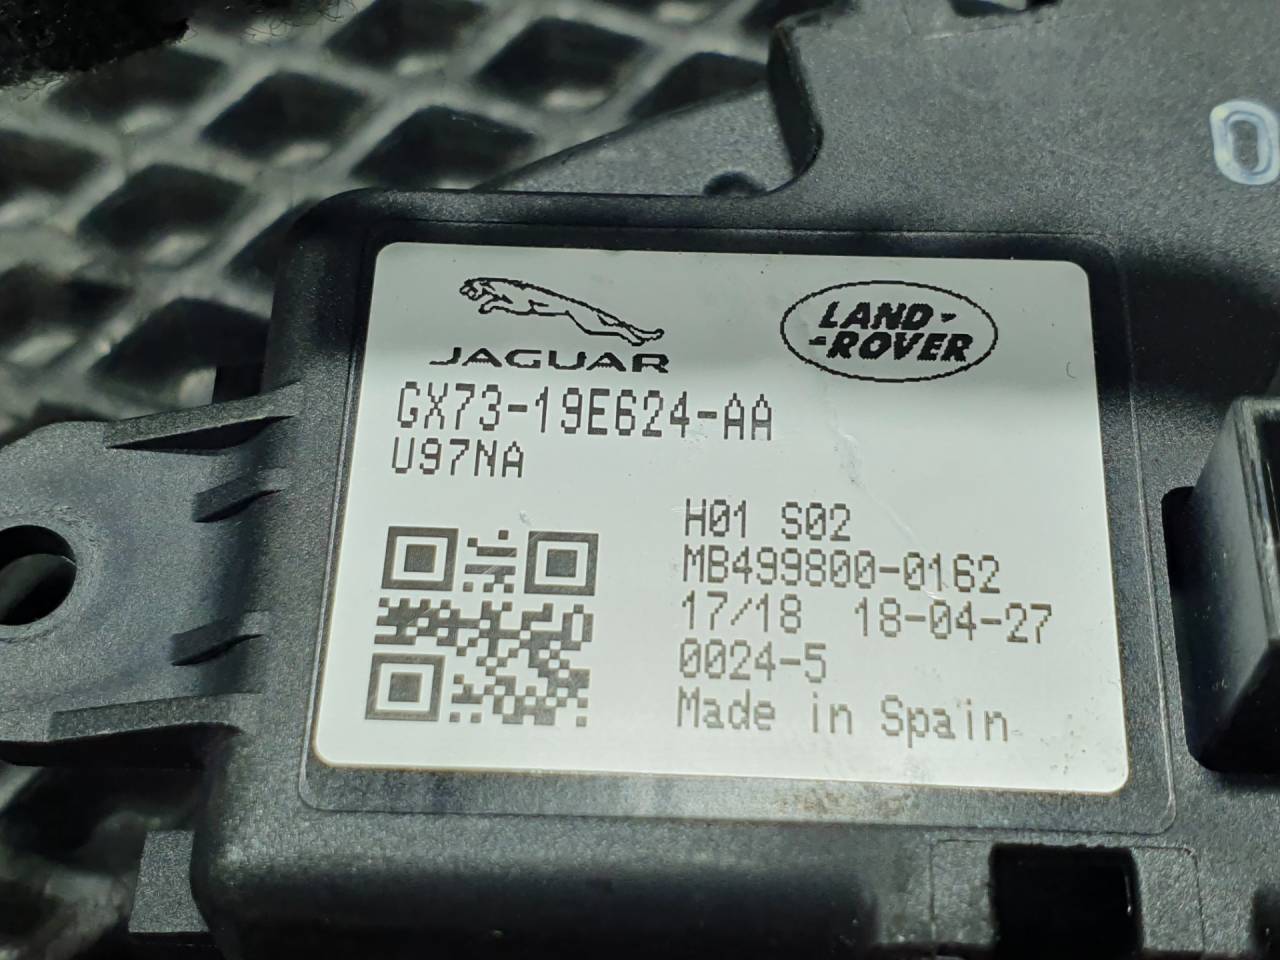 JAGUAR
LAND-
-ROVER
GX73-19E624-AA
U97NA
H01 S02
MB499800-0162
17/18 18-04-27
0024-5
Made in Spain